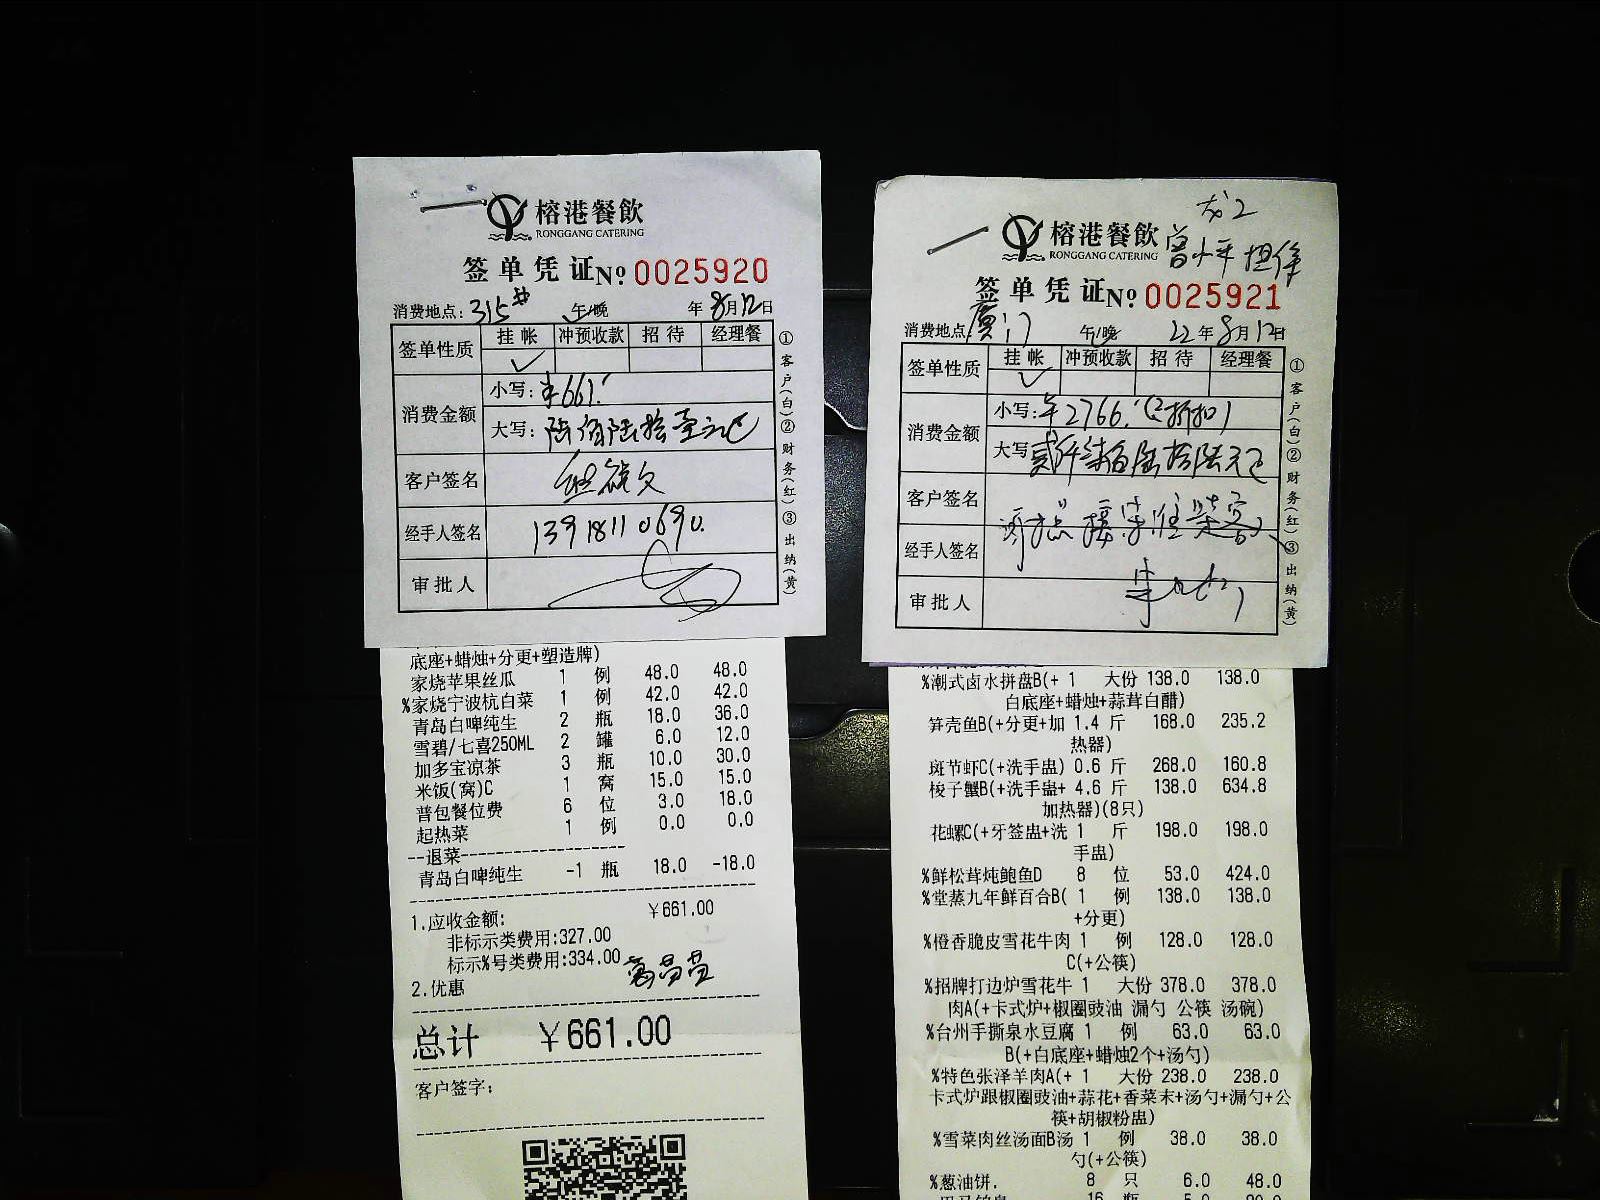 榕港餐飲
RONGGANG CATERING
签单凭证 No 0025920
消费地点: 315# 午/晚 年 8月12日
签单性质 挂帐 冲预收款 招待 经理餐
✓
消费金额 小写: ¥661.
大写: 陆佰陆拾壹元
客户签名
经手人签名 13918110690.
审批人
①客户(白)②财务(红)③出纳(黄)
底座+蜡烛+分更+塑造牌)
家烧苹果丝瓜 1 例 48.0 48.0
%家烧宁波杭白菜 1 例 42.0 42.0
青岛白啤纯生 2 瓶 18.0 36.0
雪碧/七喜250ML 2 罐 6.0 12.0
加多宝凉茶 3 瓶 10.0 30.0
米饭(窝)C 1 窝 15.0 15.0
普包餐位费 6 位 3.0 18.0
起热菜 1 例 0.0 0.0
--退菜--
青岛白啤纯生 -1 瓶 18.0 -18.0
1.应收金额: ¥661.00
非标示类费用:327.00
标示%号类费用:334.00
2.优惠
总计 ¥661.00
客户签字:
榕港餐飲
RONGGANG CATERING
曾小平担保
签单凭证 No 0025921
消费地点: 厦门 午/晚 22年8月12日
签单性质 挂帐 冲预收款 招待 经理餐
✓
消费金额 小写: ¥2766. (折扣)
大写 贰仟柒佰陆拾陆元
客户签名
经手人签名
审批人
①客户(白)②财务(红)③出纳(黄)
%潮式卤水拼盘B(+ 1 大份 138.0 138.0
白底座+蜡烛+蒜茸白醋)
笋壳鱼B(+分更+加 1.4 斤 168.0 235.2
热器)
斑节虾C(+洗手盅) 0.6 斤 268.0 160.8
梭子蟹B(+洗手盅+ 4.6 斤 138.0 634.8
加热器)(8只)
花螺C(+牙签盅+洗 1 斤 198.0 198.0
手盅)
%鲜松茸炖鲍鱼D 8 位 53.0 424.0
%堂蒸九年鲜百合B( 1 例 138.0 138.0
+分更)
%橙香脆皮雪花牛肉 1 例 128.0 128.0
C(+公筷)
%招牌打边炉雪花牛 1 大份 378.0 378.0
肉A(+卡式炉+椒圈豉油 漏勺 公筷 汤碗)
%台州手撕泉水豆腐 1 例 63.0 63.0
B(+白底座+蜡烛2个+汤勺)
%特色张泽羊肉A(+ 1 大份 238.0 238.0
卡式炉跟椒圈豉油+蒜花+香菜末+汤勺+漏勺+公
筷+胡椒粉盅)
%雪菜肉丝汤面B汤 1 例 38.0 38.0
勺(+公筷)
%葱油饼. 8 只 6.0 48.0